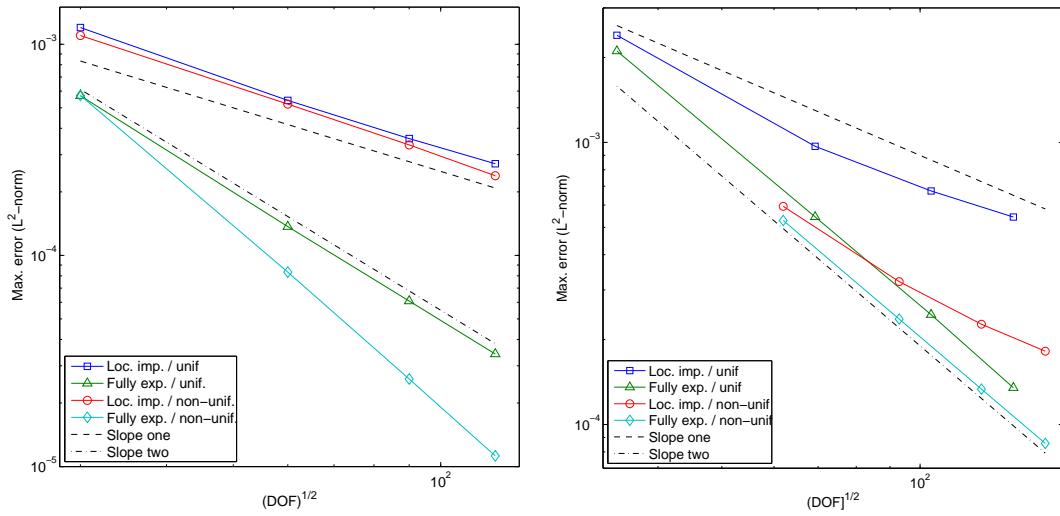 10^-3
10^-4
10^-5
Max. error (L^2-norm)
Loc. imp. / unif
Fully exp. / unif.
Loc. imp. / non-unif.
Fully exp. / non-unif.
Slope one
Slope two
10^2
(DOF)^1/2
10^-3
10^-4
Max. error (L^2-norm)
Loc. imp. / unif
Fully exp. / unif
Loc. imp. / non-unif
Fully exp. / non-unif
Slope one
Slope two
10^2
(DOF]^1/2